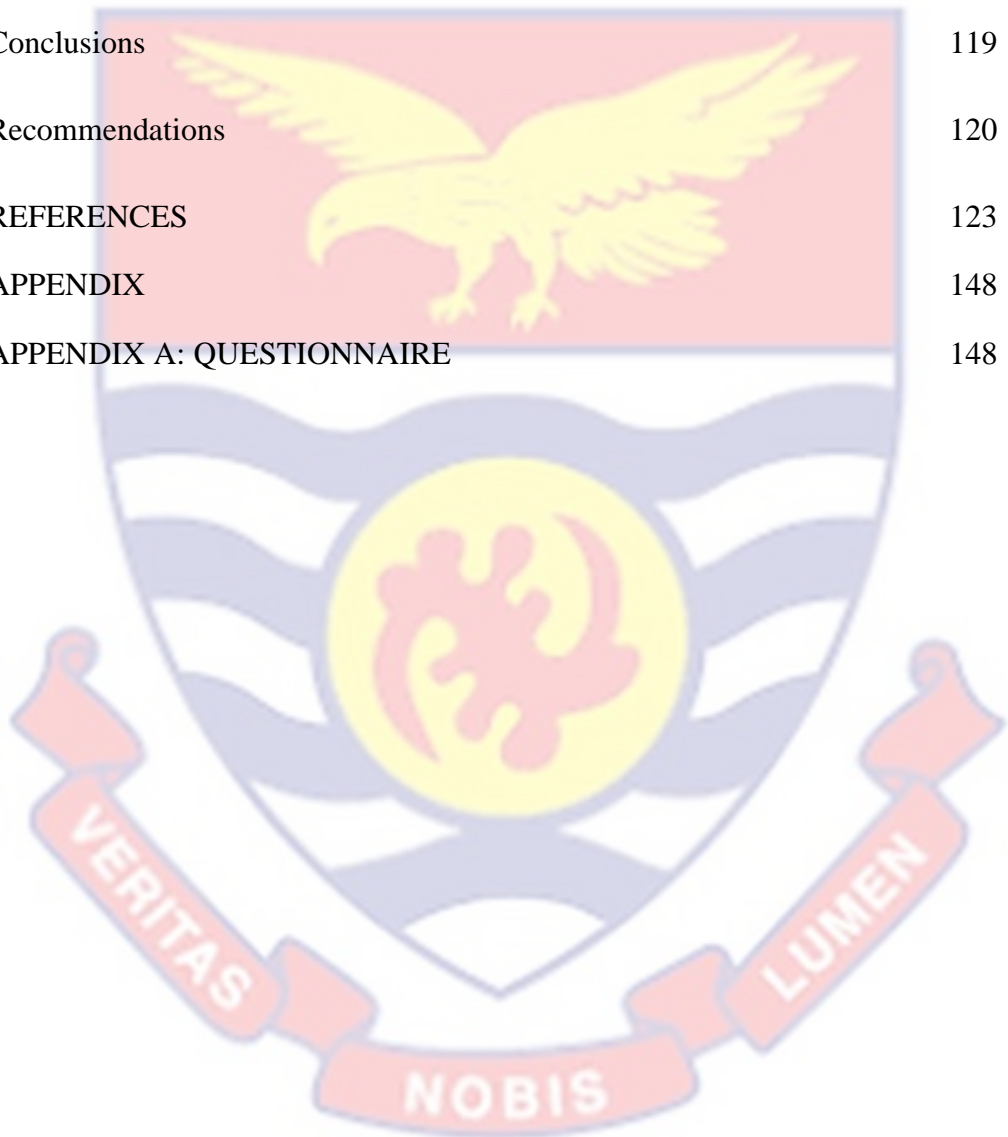 Conclusions 119
Recommendations 120
REFERENCES 123
APPENDIX 148
APPENDIX A: QUESTIONNAIRE 148
VERITAS
NOBIS
LUMEN